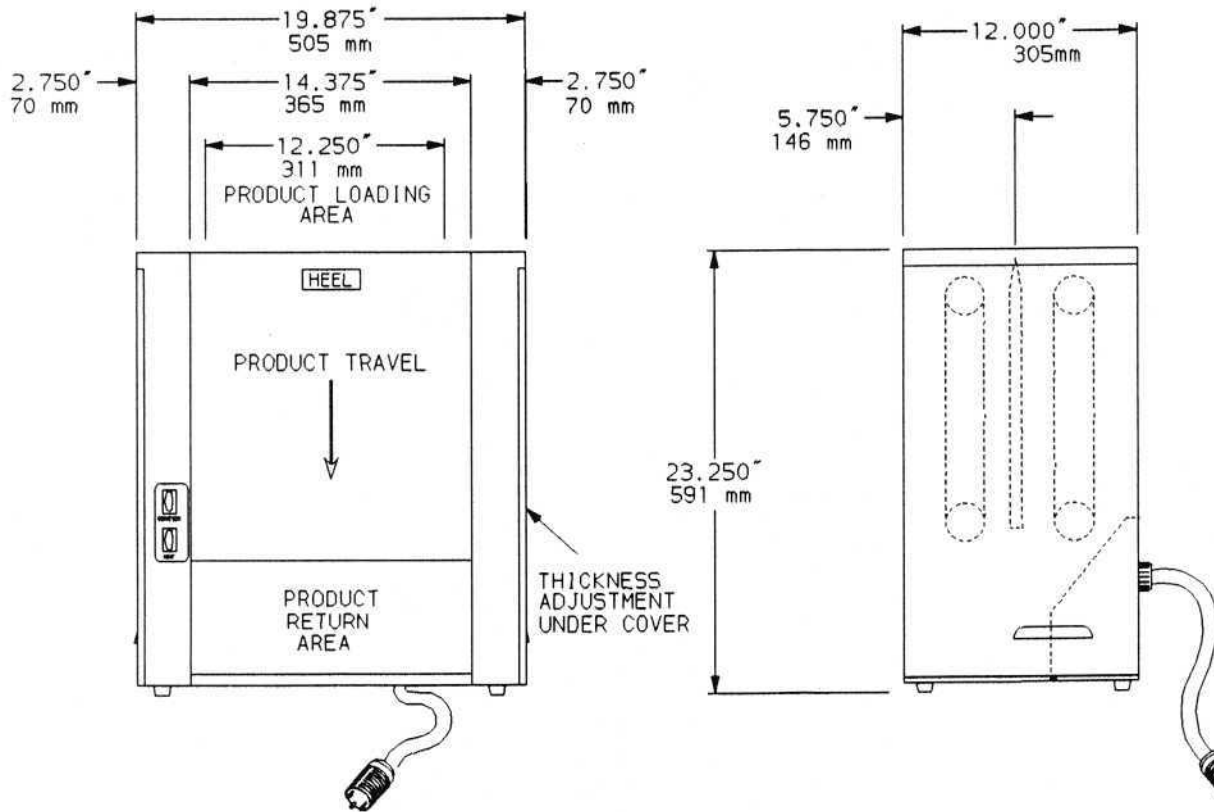 19.875"
505 mm
2.750"
70 mm
14.375"
365 mm
2.750"
70 mm
12.250"
311 mm
PRODUCT LOADING
AREA
HEEL
PRODUCT TRAVEL
PRODUCT
RETURN
AREA
THICKNESS
ADJUSTMENT
UNDER COVER
12.000"
305mm
5.750"
146 mm
23.250"
591 mm